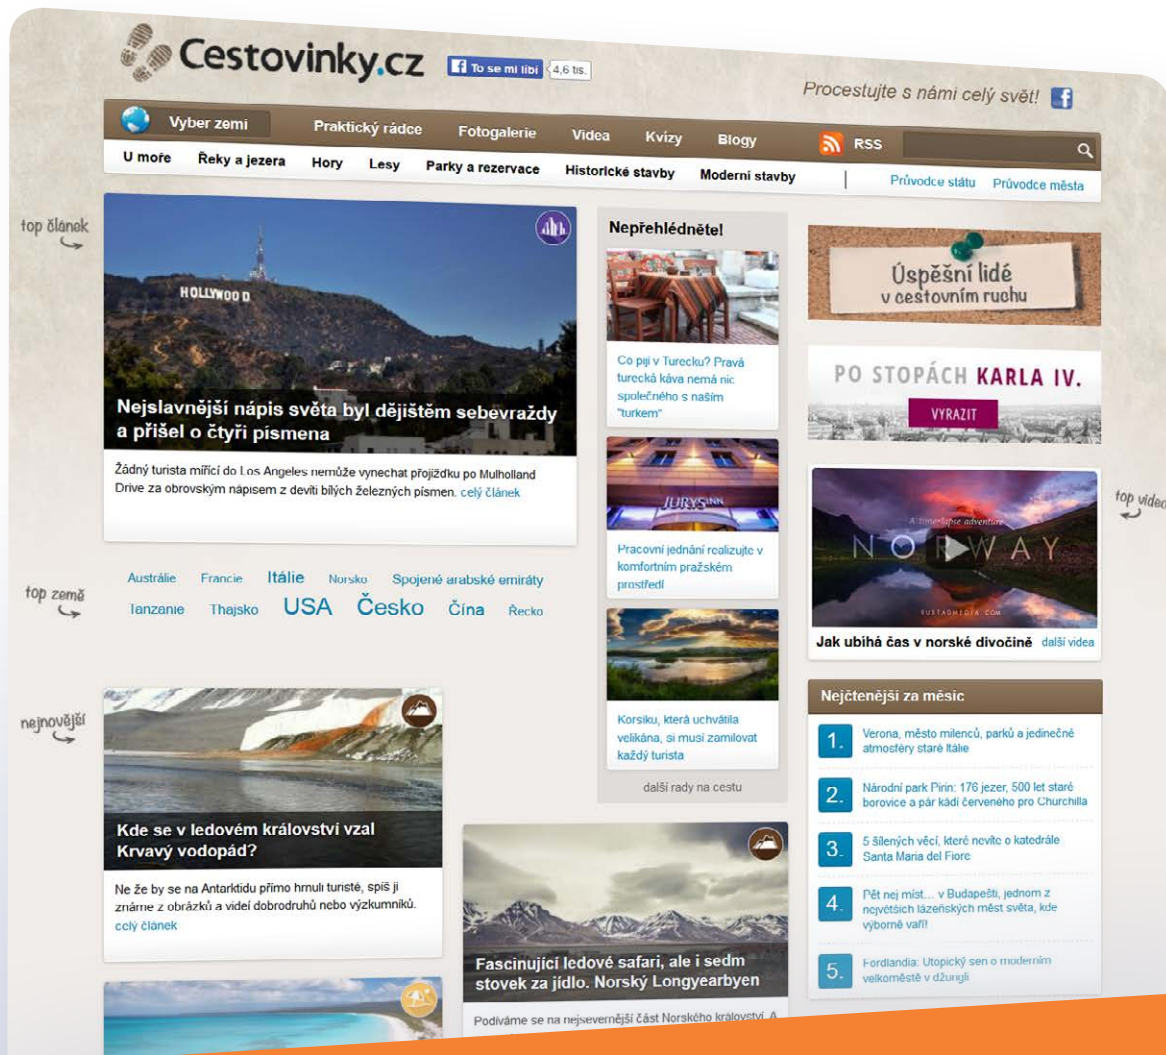 Cestovinky.cz
To se mi líbí
4,6 tis.
Procestujte s námi celý svět!
Vyber zemi
Praktický rádce
Fotogalerie
Videa
Kvízy
Blogy
RSS
U moře
Řeky a jezera
Hory
Lesy
Parky a rezervace
Historické stavby
Moderní stavby
Průvodce státu
Průvodce města
top článek
HOLLYWOOD
Nejslavnější nápis světa byl dějištěm sebevraždy
a přišel o čtyři písmena
Žádný turista mířící do Los Angeles nemůže vynechat projížďku po Mulholland
Drive za obrovským nápisem z devíti bílých železných písmen. celý článek
top země
Austrálie Francie Itálie Norsko Spojené arabské emiráty
Tanzanie Thajsko USA Česko Čína Řecko
nejnovější
Kde se v ledovém království vzal
Krvavý vodopád?
Ne že by se na Antarktidu přímo hrnuli turisté, spíš ji
známe z obrázků a videí dobrodruhů nebo výzkumníků.
celý článek
Nepřehlédněte!
Co pijí v Turecku? Pravá
turecká káva nemá nic
společného s naším
"turkem"
JURYS INN
Pracovní jednání realizujte v
komfortním pražském
prostředí
Korsiku, která uchvátila
velikána, si musí zamilovat
každý turista
další rady na cestu
Fascinující ledové safari, ale i sedm
stovek za jídlo. Norský Longyearbyen
Podíváme se na nejsevernější část Norského království. A
Úspěšní lidé
v cestovním ruchu
PO STOPÁCH KARLA IV.
VYRAZIT
top video
A time-lapse adventure
NORWAY
RUSTADMEDIA.COM
Jak ubíhá čas v norské divočině další videa
Nejčtenější za měsíc
1. Verona, město milenců, parků a jedinečné
atmosféry staré Itálie
2. Národní park Pirin: 176 jezer, 500 let staré
borovice a pár kádí červeného pro Churchilla
3. 5 šílených věcí, které nevíte o katedrále
Santa Maria del Fiore
4. Pět nej míst... v Budapešti, jednom z
největších lázeňských měst světa, kde
výborně vaří!
5. Fordlandia: Utopický sen o moderním
velkoměstě v džungli